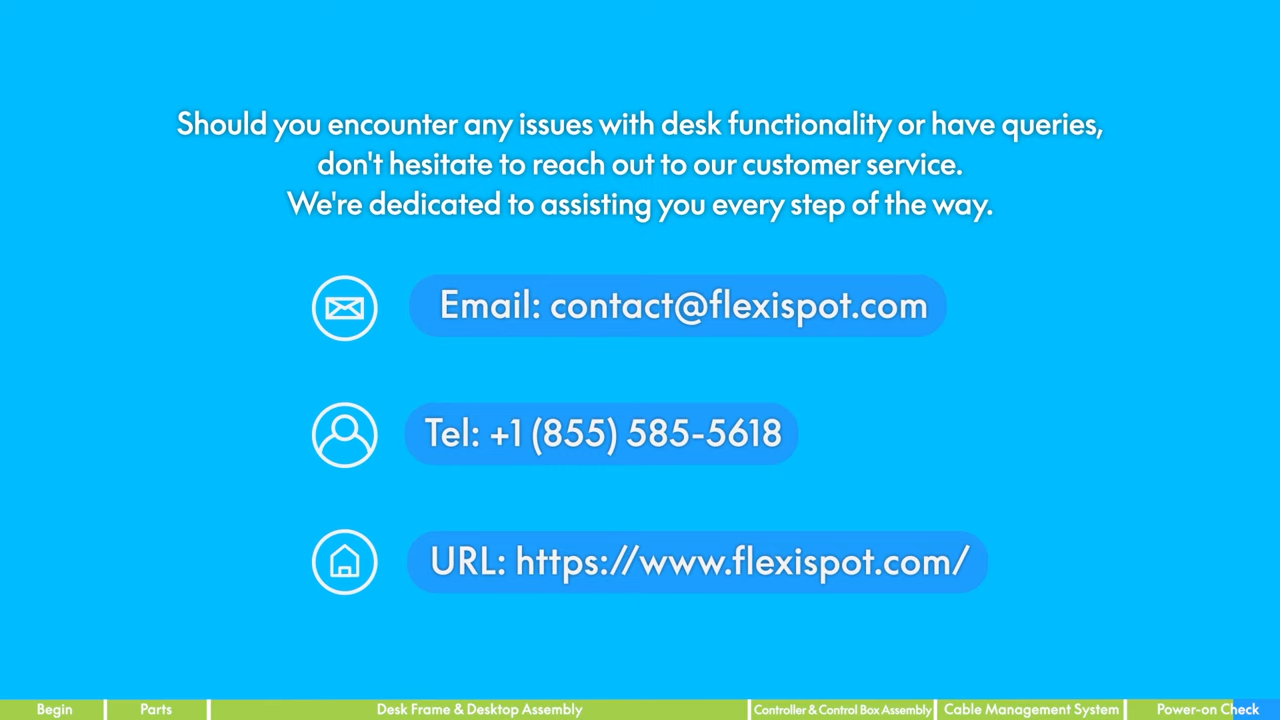 Should you encounter any issues with desk functionality or have queries,
don't hesitate to reach out to our customer service.
We're dedicated to assisting you every step of the way.
Email: contact@flexispot.com
Tel: +1 (855) 585-5618
URL: https://www.flexispot.com/
Begin
Parts
Desk Frame & Desktop Assembly
Controller & Control Box Assembly
Cable Management System
Power-on Check